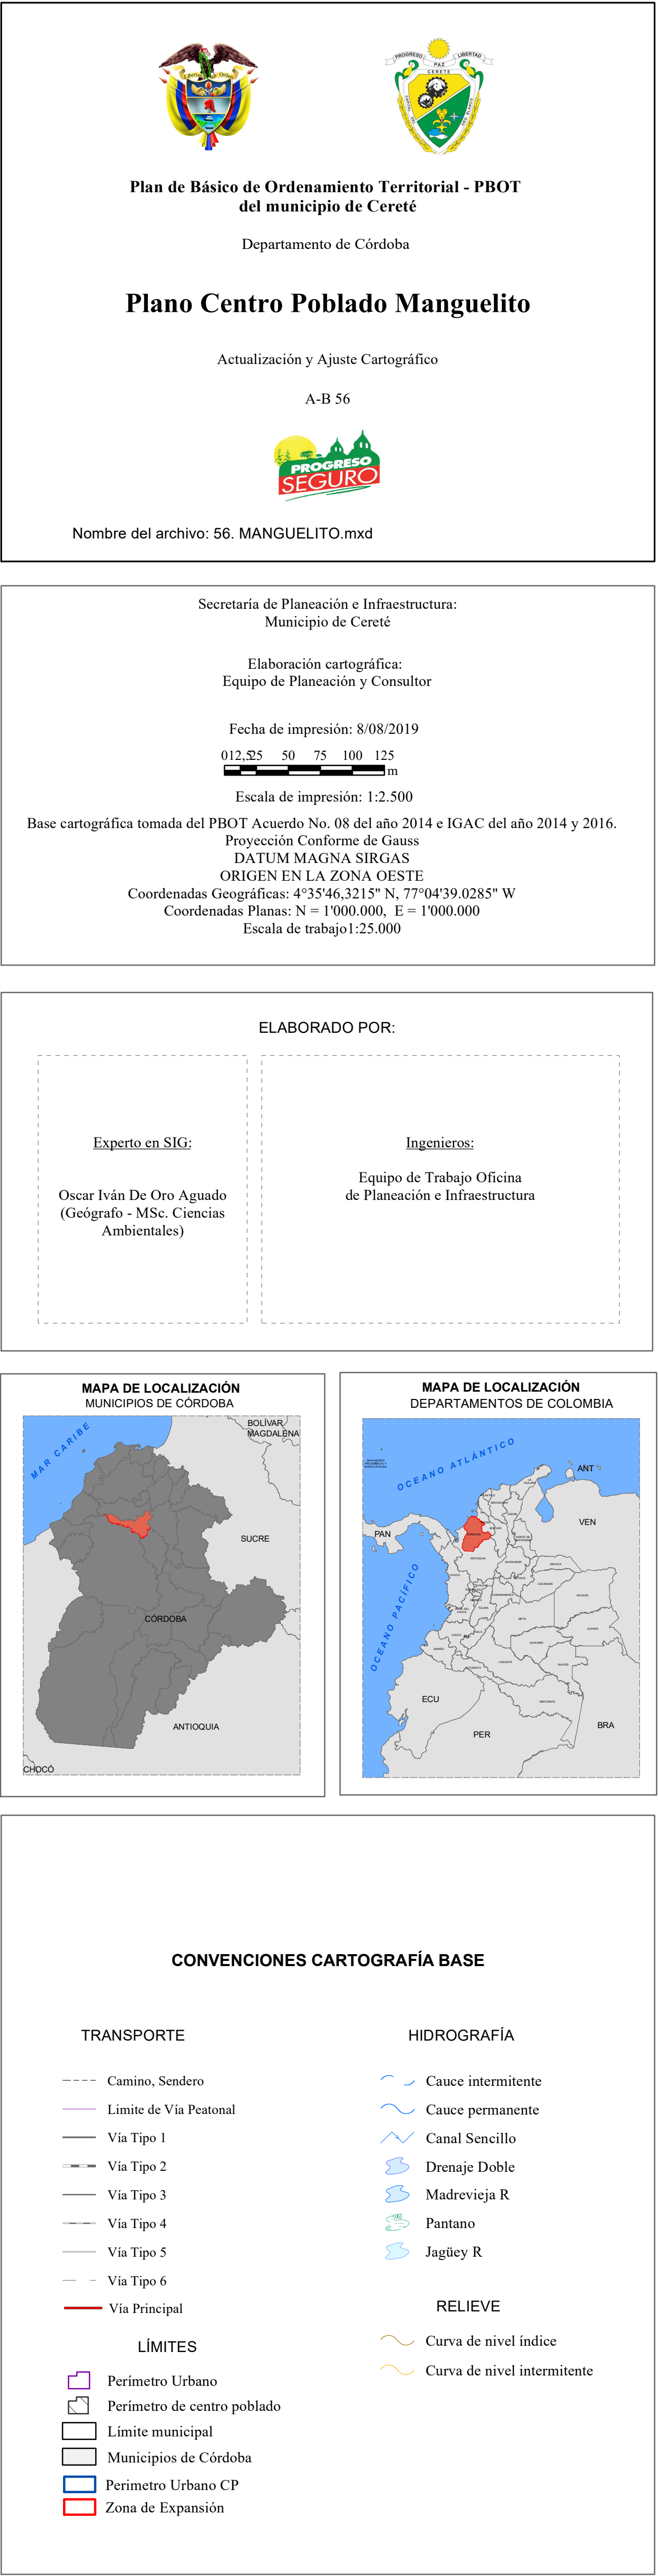 PROGRESO
LIBERTAD
PAZ
CERETÉ
Libertad y Orden
Plan de Básico de Ordenamiento Territorial - PBOT
del municipio de Cereté
Departamento de Córdoba
Plano Centro Poblado Manguelito
Actualización y Ajuste Cartográfico
A-B 56
PROGRESO
SEGURO
Nombre del archivo: 56. MANGUELITO.mxd
Secretaría de Planeación e Infraestructura:
Municipio de Cereté
Elaboración cartográfica:
Equipo de Planeación y Consultor
Fecha de impresión: 8/08/2019
0 12,5 25 50 75 100 125
m
Escala de impresión: 1:2.500
Base cartográfica tomada del PBOT Acuerdo No. 08 del año 2014 e IGAC del año 2014 y 2016.
Proyección Conforme de Gauss
DATUM MAGNA SIRGAS
ORIGEN EN LA ZONA OESTE
Coordenadas Geográficas: 4°35'46,3215" N, 77°04'39.0285" W
Coordenadas Planas: N = 1'000.000, E = 1'000.000
Escala de trabajo1:25.000
ELABORADO POR:
Experto en SIG:
Oscar Iván De Oro Aguado
(Geógrafo - MSc. Ciencias
Ambientales)
Ingenieros:
Equipo de Trabajo Oficina
de Planeación e Infraestructura
MAPA DE LOCALIZACIÓN
MUNICIPIOS DE CÓRDOBA
MAR CARIBE
BOLÍVAR
MAGDALENA
SUCRE
CÓRDOBA
ANTIOQUIA
CHOCÓ
MAPA DE LOCALIZACIÓN
DEPARTAMENTOS DE COLOMBIA
OCEANO ATLÁNTICO
ANT
PAN
VEN
OCEANO PACÍFICO
ECU
PER
BRA
CONVENCIONES CARTOGRAFÍA BASE
TRANSPORTE
Camino, Sendero
Limite de Vía Peatonal
Vía Tipo 1
Vía Tipo 2
Vía Tipo 3
Vía Tipo 4
Vía Tipo 5
Vía Tipo 6
Vía Principal
LÍMITES
Perímetro Urbano
Perímetro de centro poblado
Límite municipal
Municipios de Córdoba
Perimetro Urbano CP
Zona de Expansión
HIDROGRAFÍA
Cauce intermitente
Cauce permanente
Canal Sencillo
Drenaje Doble
Madrevieja R
Pantano
Jagüey R
RELIEVE
Curva de nivel índice
Curva de nivel intermitente